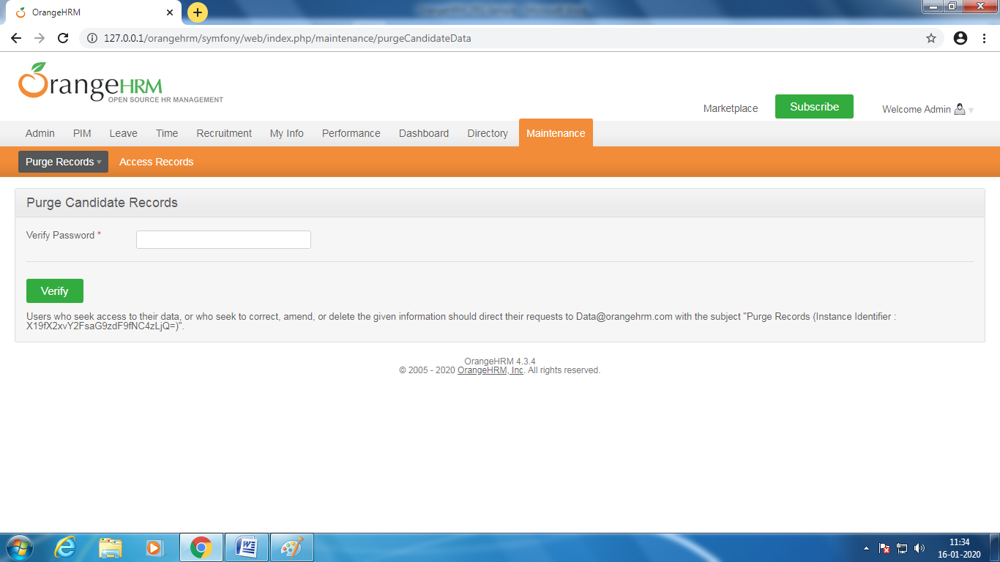 OrangeHRM
127.0.0.1/orangehrm/symfony/web/index.php/maintenance/purgeCandidateData
OrangeHRM
OPEN SOURCE HR MANAGEMENT
Marketplace
Subscribe
Welcome Admin
Admin PIM Leave Time Recruitment My Info Performance Dashboard Directory Maintenance
Purge Records Access Records
Purge Candidate Records
Verify Password *
Verify
Users who seek access to their data, or who seek to correct, amend, or delete the given information should direct their requests to Data@orangehrm.com with the subject "Purge Records (Instance Identifier :
X19fX2xvY2FsaG9zdF9fNC4zLjQ=)".
OrangeHRM 4.3.4
© 2005 - 2020 OrangeHRM, Inc. All rights reserved.
11:34
16-01-2020